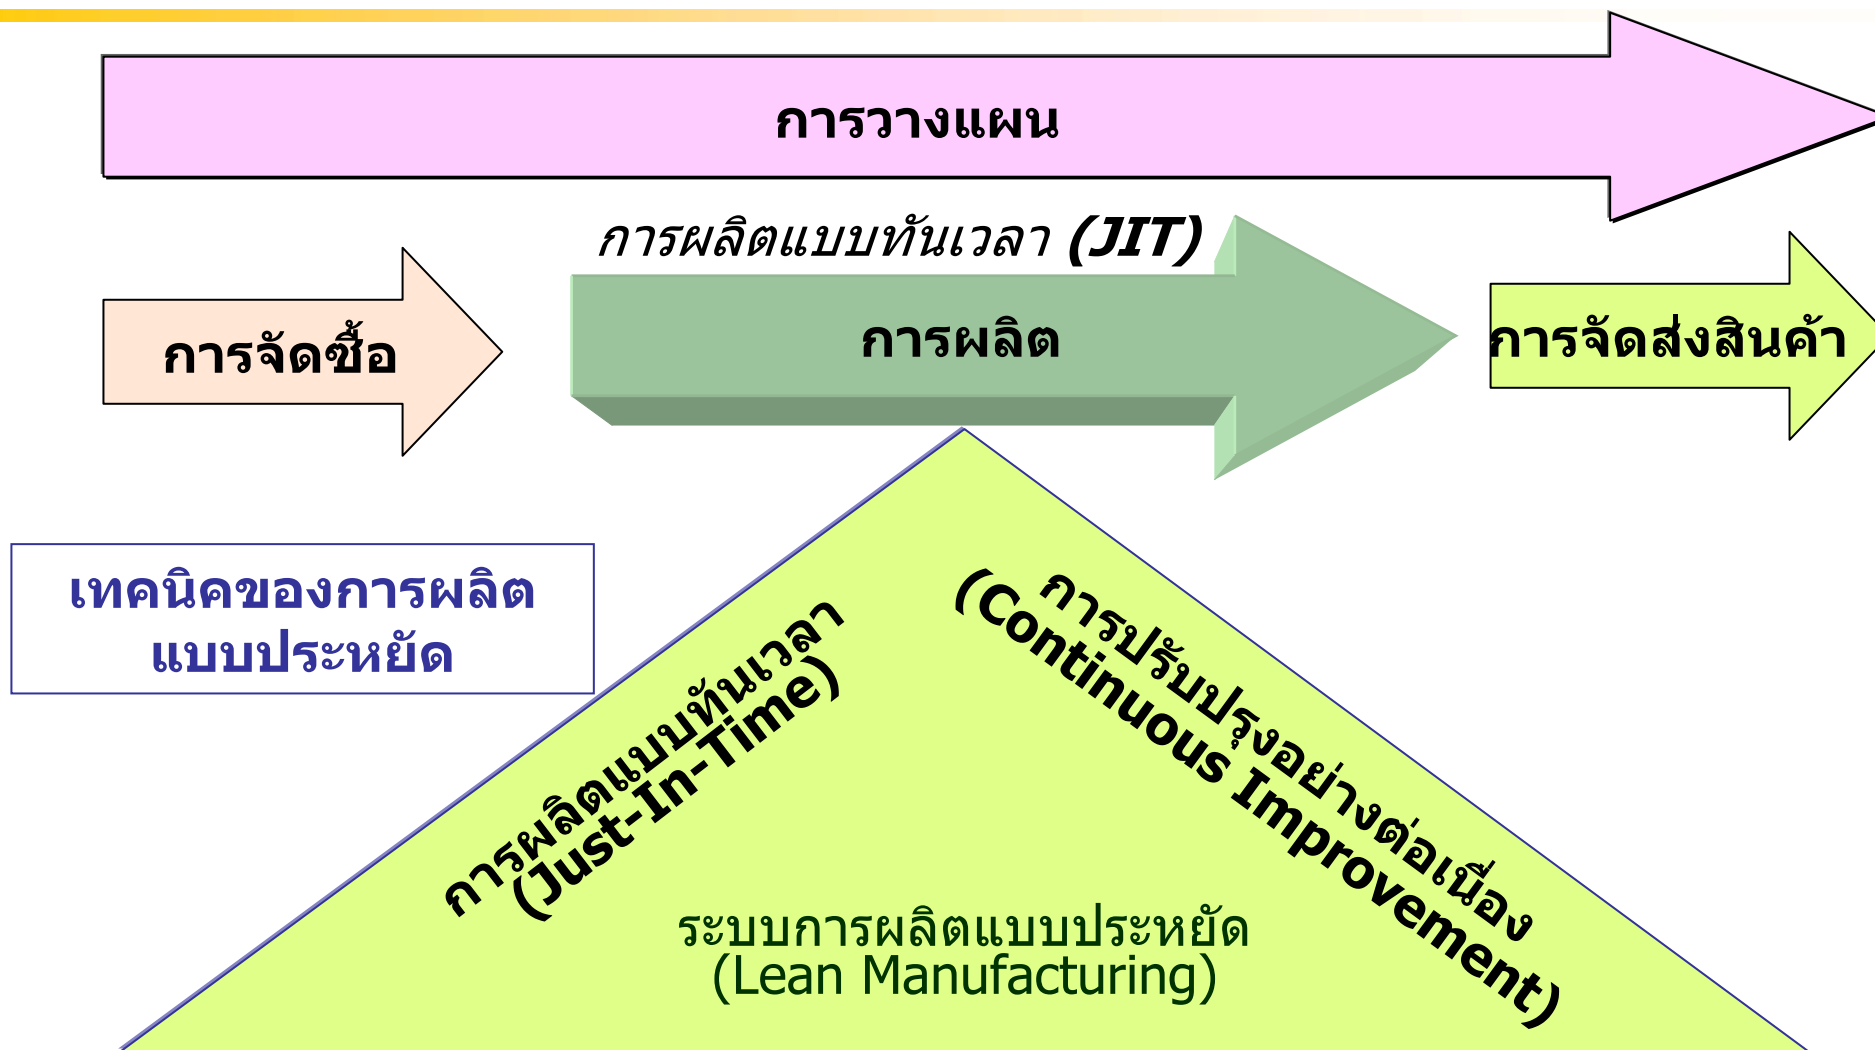 การวางแผน
การผลิตแบบทันเวลา (JIT)
การจัดซื้อ
การผลิต
การจัดส่งสินค้า
เทคนิคของการผลิต
แบบประหยัด
การผลิตแบบทันเวลา
(Just-In-Time)
การปรับปรุงอย่างต่อเนื่อง
(Continuous Improvement)
ระบบการผลิตแบบประหยัด
(Lean Manufacturing)